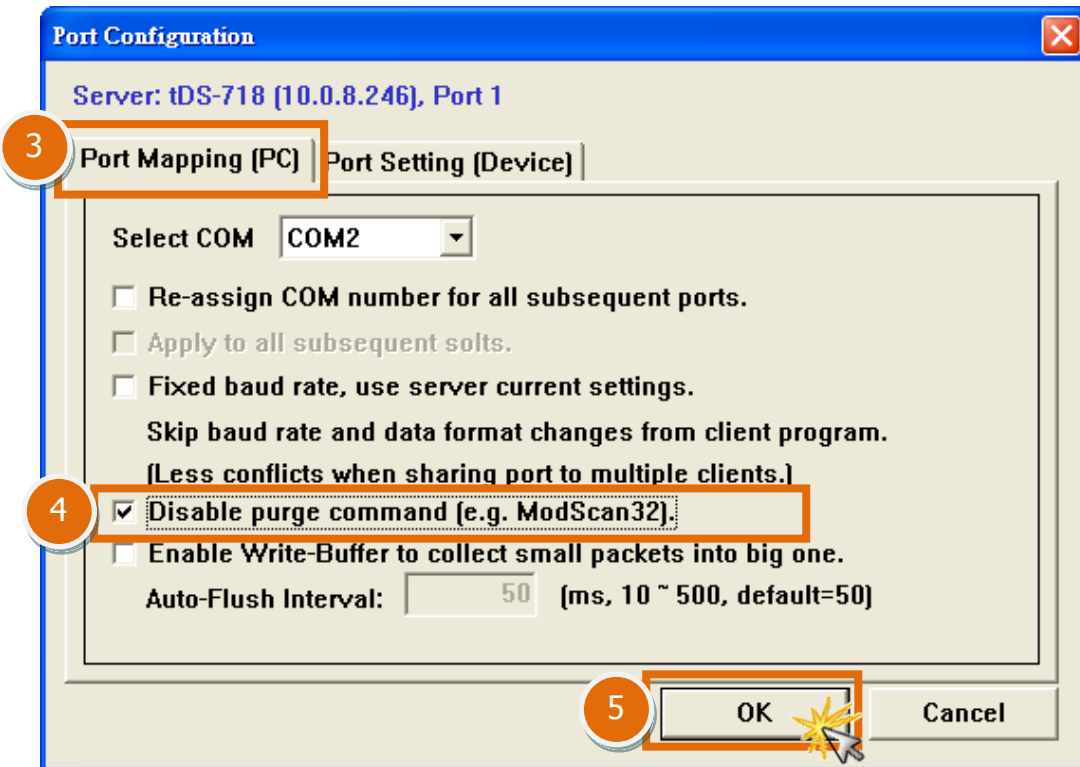 Port Configuration
Server: tDS-718 (10.0.8.246), Port 1
3
Port Mapping (PC) Port Setting (Device)
Select COM COM2
Re-assign COM number for all subsequent ports.
Apply to all subsequent solts.
Fixed baud rate, use server current settings.
Skip baud rate and data format changes from client program.
(Less conflicts when sharing port to multiple clients.)
4
Disable purge command (e.g. ModScan32).
Enable Write-Buffer to collect small packets into big one.
Auto-Flush Interval: 50 (ms, 10 ~ 500, default=50)
5
OK Cancel